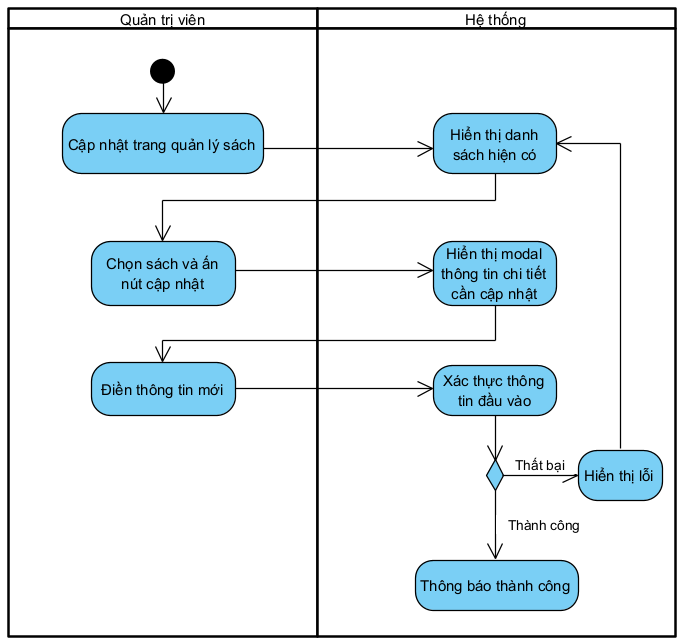 Quản trị viên
Hệ thống
Cập nhật trang quản lý sách
Hiển thị danh
sách hiện có
Chọn sách và ấn
nút cập nhật
Hiển thị modal
thông tin chi tiết
cần cập nhật
Điền thông tin mới
Xác thực thông
tin đầu vào
Thất bại
Hiển thị lỗi
Thành công
Thông báo thành công